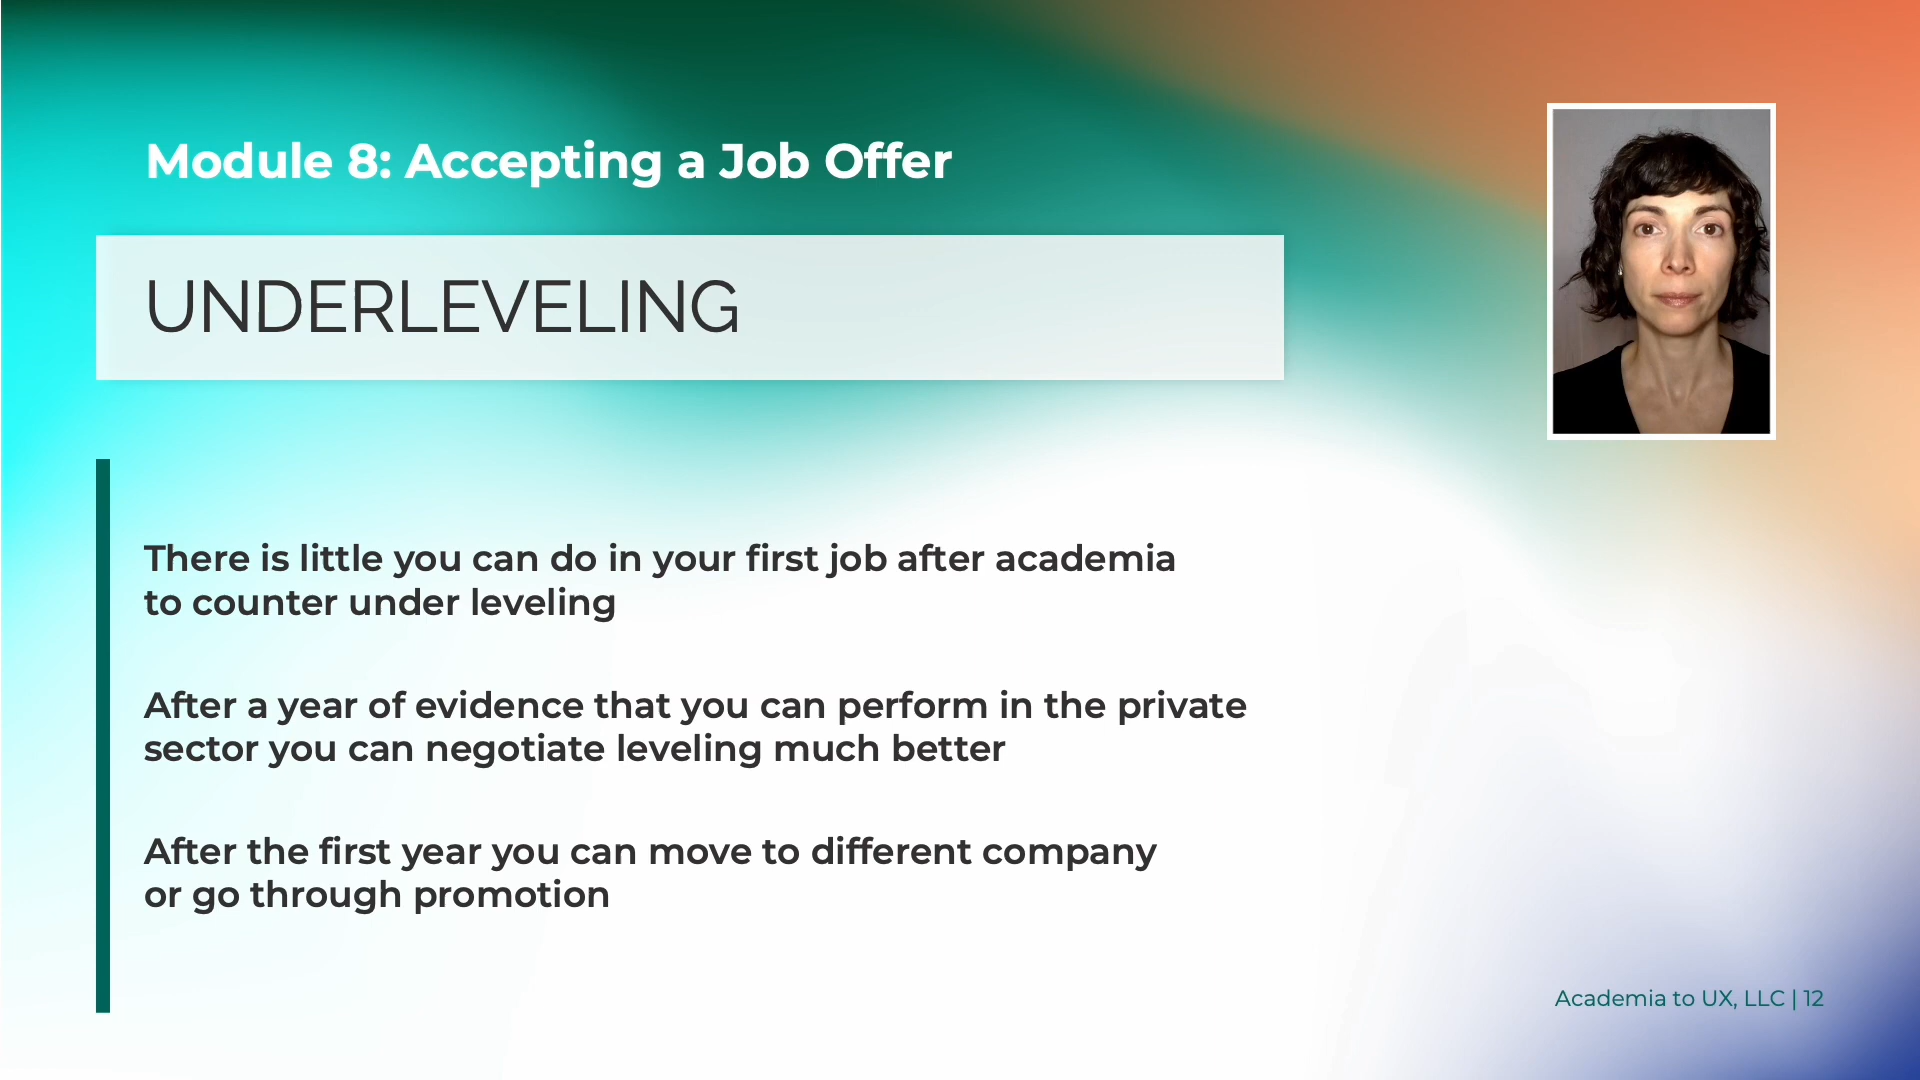 Module 8: Accepting a Job Offer
UNDERLEVELING
There is little you can do in your first job after academia
to counter under leveling
After a year of evidence that you can perform in the private
sector you can negotiate leveling much better
After the first year you can move to different company
or go through promotion
Academia to UX, LLC | 12